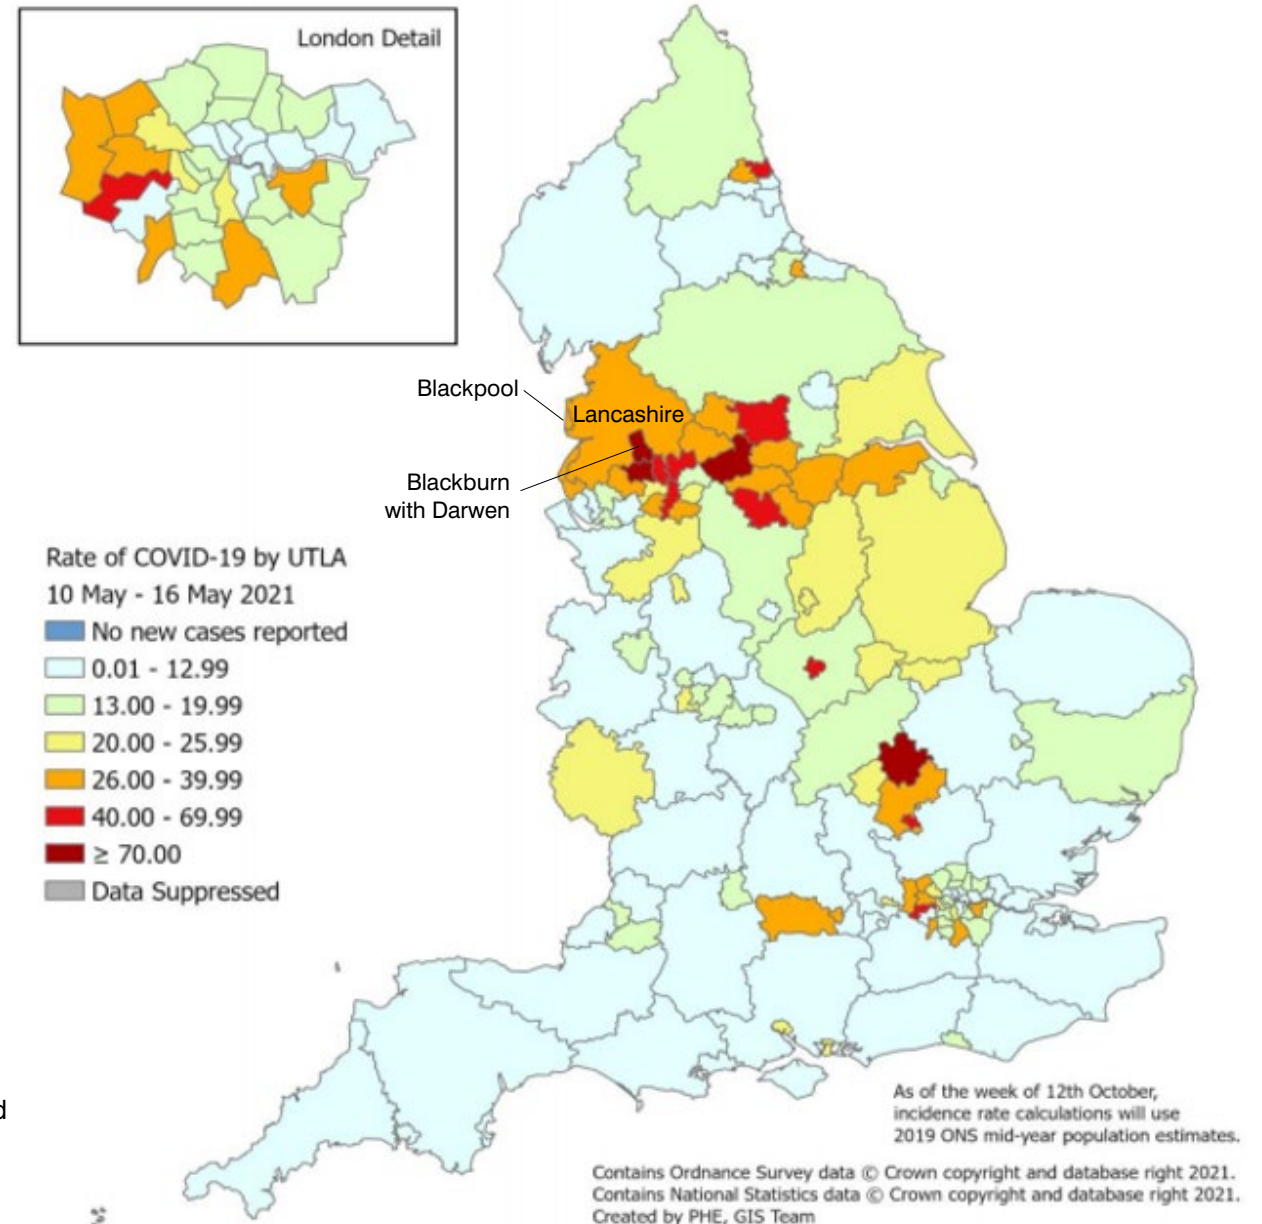 London Detail
Blackpool
Lancashire
Blackburn
with Darwen
Rate of COVID-19 by UTLA
10 May - 16 May 2021
No new cases reported
0.01 - 12.99
13.00 - 19.99
20.00 - 25.99
26.00 - 39.99
40.00 - 69.99
≥ 70.00
Data Suppressed
As of the week of 12th October,
incidence rate calculations will use
2019 ONS mid-year population estimates.
Contains Ordnance Survey data © Crown copyright and database right 2021.
Contains National Statistics data © Crown copyright and database right 2021.
Created by PHE, GIS Team